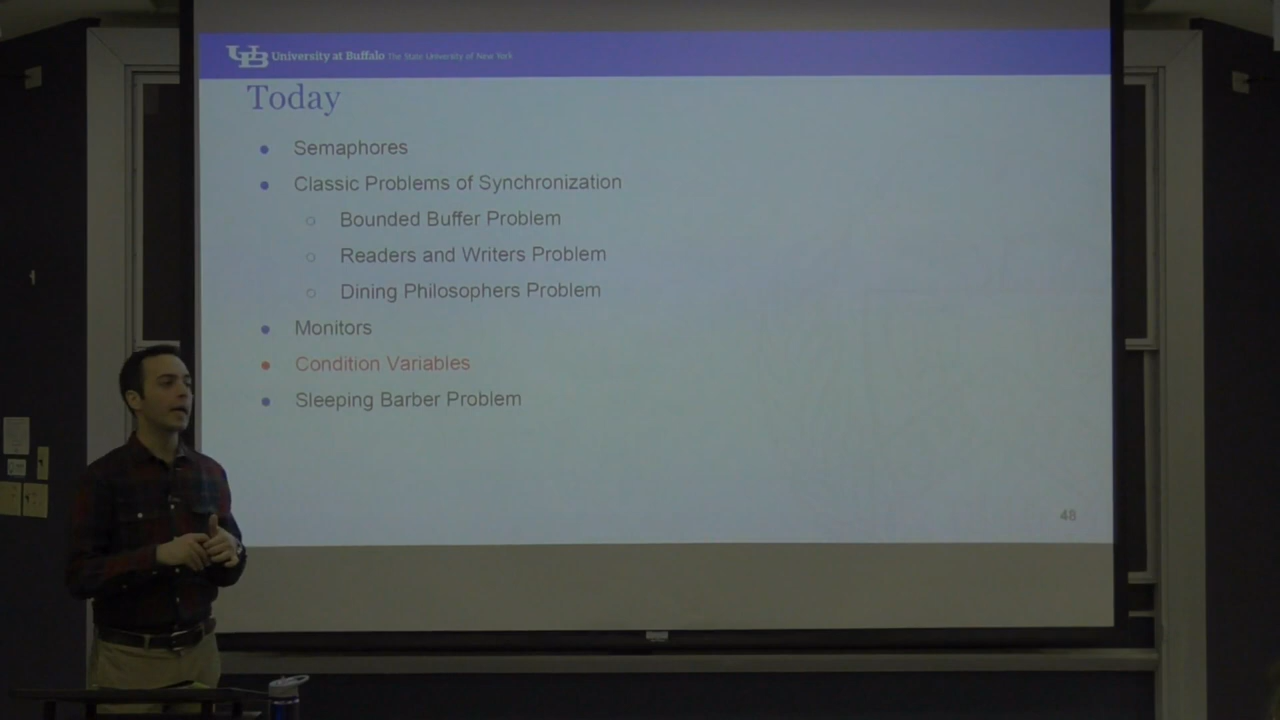 UB University at Buffalo The State University of New York
Today
Semaphores
Classic Problems of Synchronization
Bounded Buffer Problem
Readers and Writers Problem
Dining Philosophers Problem
Monitors
Condition Variables
Sleeping Barber Problem
48